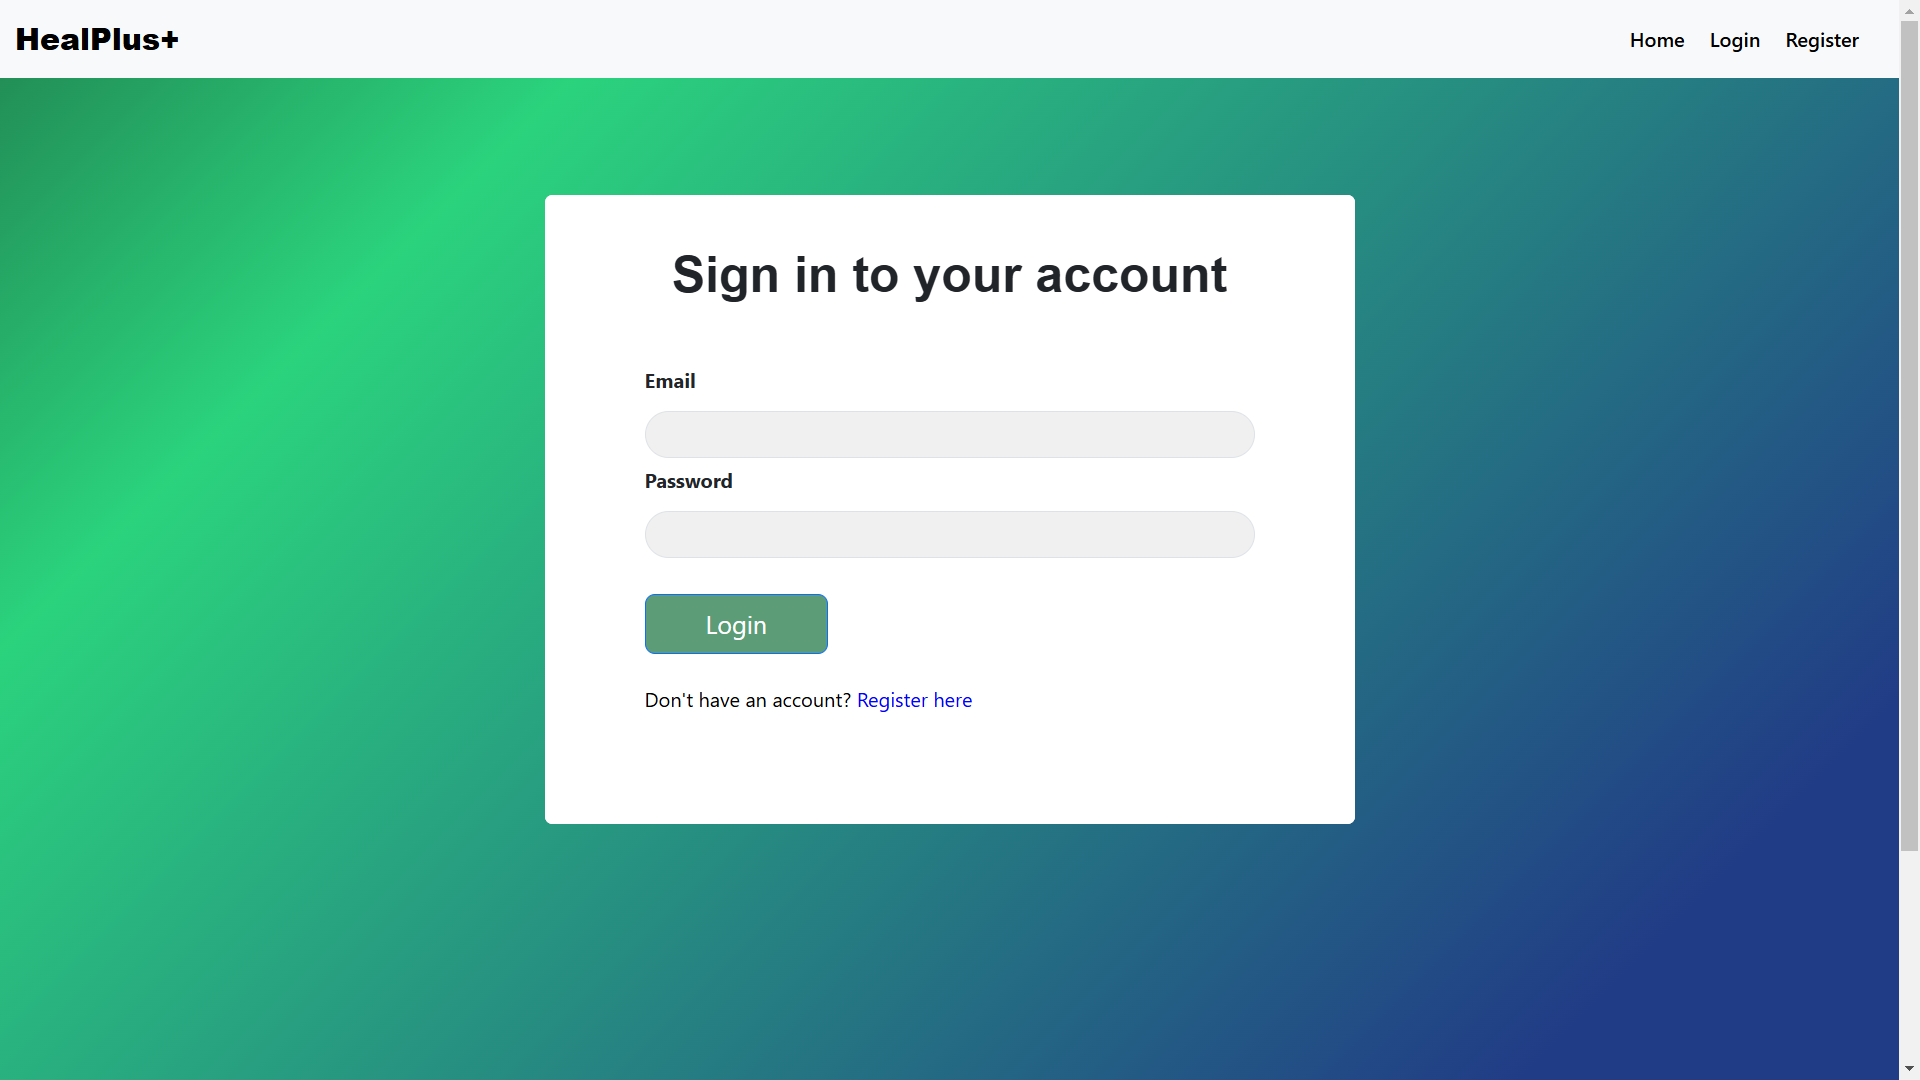 HealPlus+
Home Login Register
Sign in to your account
Email
Password
Login
Don't have an account? Register here